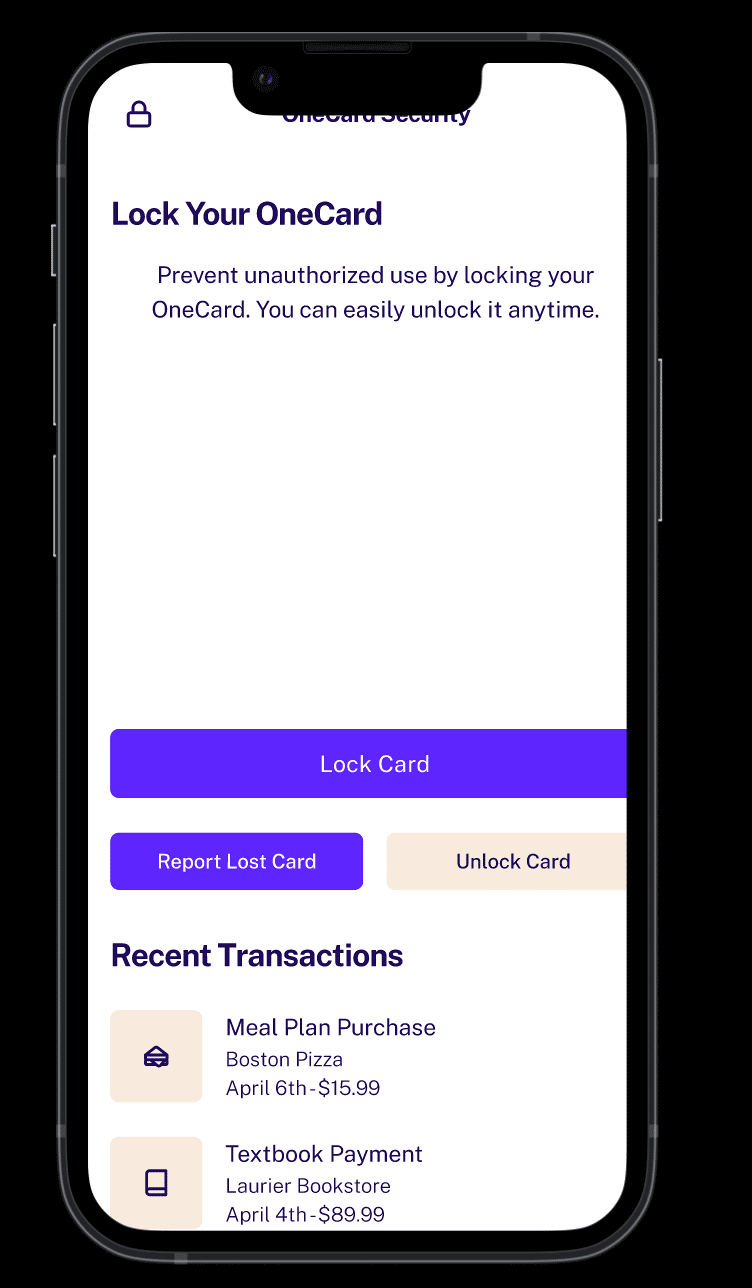 OneCard Security
Lock Your OneCard
Prevent unauthorized use by locking your
OneCard. You can easily unlock it anytime.
Lock Card
Report Lost Card
Unlock Card
Recent Transactions
Meal Plan Purchase
Boston Pizza
April 6th-$15.99
Textbook Payment
Laurier Bookstore
April 4th-$89.99